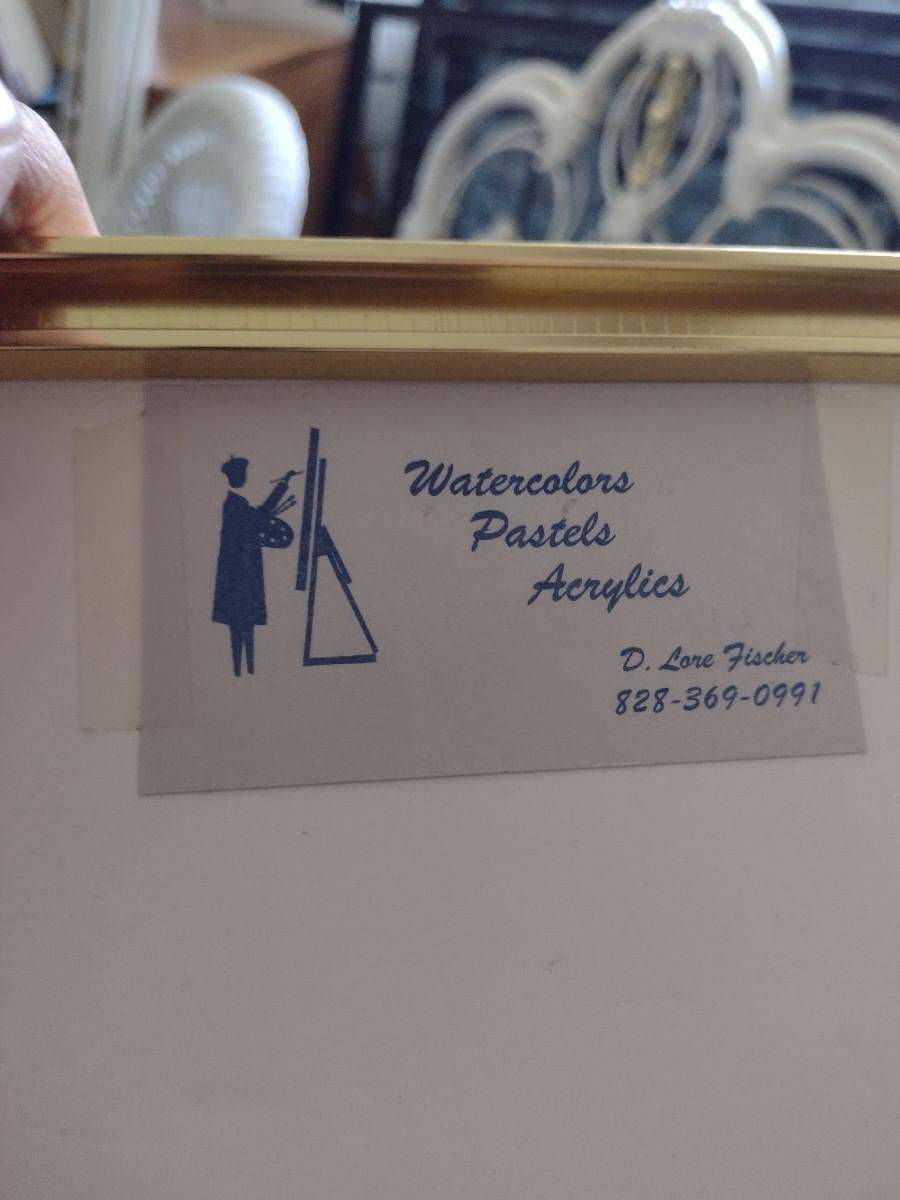 Watercolors
Pastels
Acrylics
D. Lore Fischer
828-369-0991